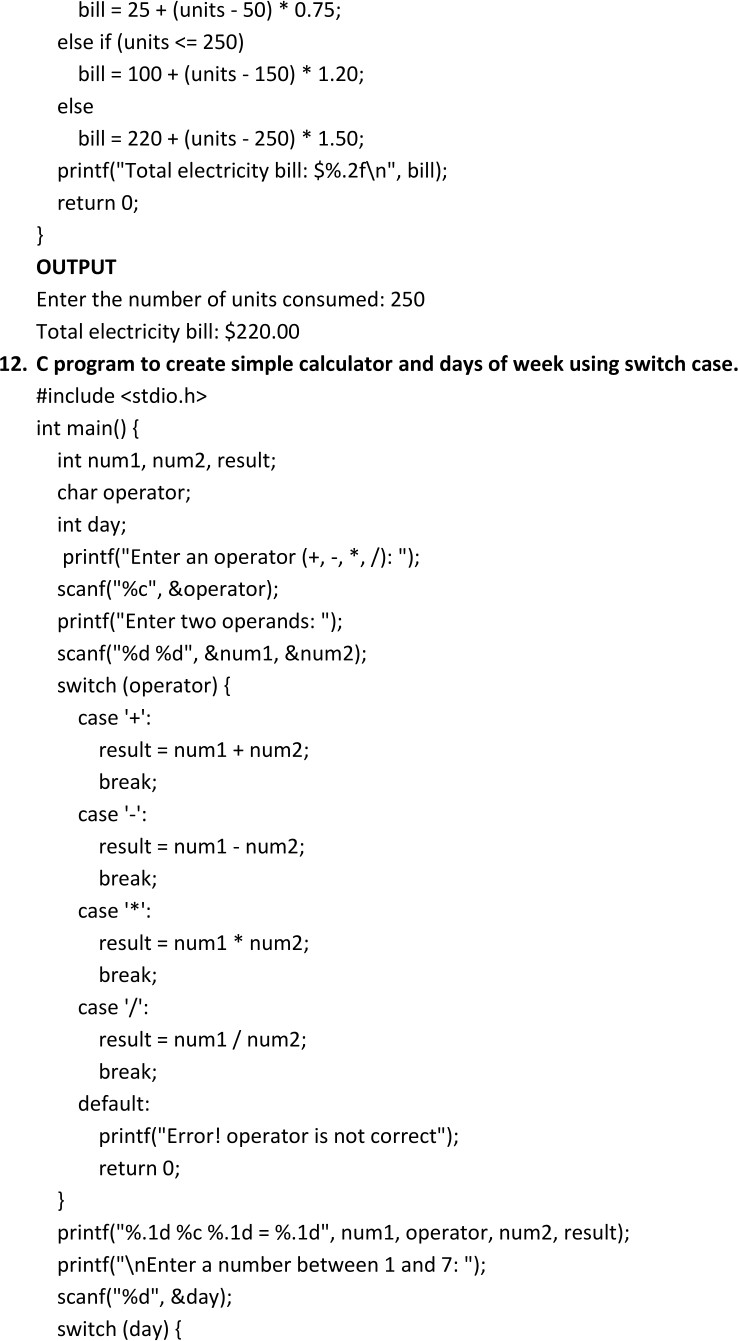 bill = 25 + (units - 50) * 0.75;
else if (units <= 250)
bill = 100 + (units - 150) * 1.20;
else
bill = 220 + (units - 250) * 1.50;
printf("Total electricity bill: $%.2f\n", bill);
return 0;
}
OUTPUT
Enter the number of units consumed: 250
Total electricity bill: $220.00
12. C program to create simple calculator and days of week using switch case.
#include <stdio.h>
int main() {
int num1, num2, result;
char operator;
int day;
printf("Enter an operator (+, -, *, /): ");
scanf("%c", &operator);
printf("Enter two operands: ");
scanf("%d %d", &num1, &num2);
switch (operator) {
case '+':
result = num1 + num2;
break;
case '-':
result = num1 - num2;
break;
case '*':
result = num1 * num2;
break;
case '/':
result = num1 / num2;
break;
default:
printf("Error! operator is not correct");
return 0;
}
printf("%.1d %c %.1d = %.1d", num1, operator, num2, result);
printf("\nEnter a number between 1 and 7: ");
scanf("%d", &day);
switch (day) {